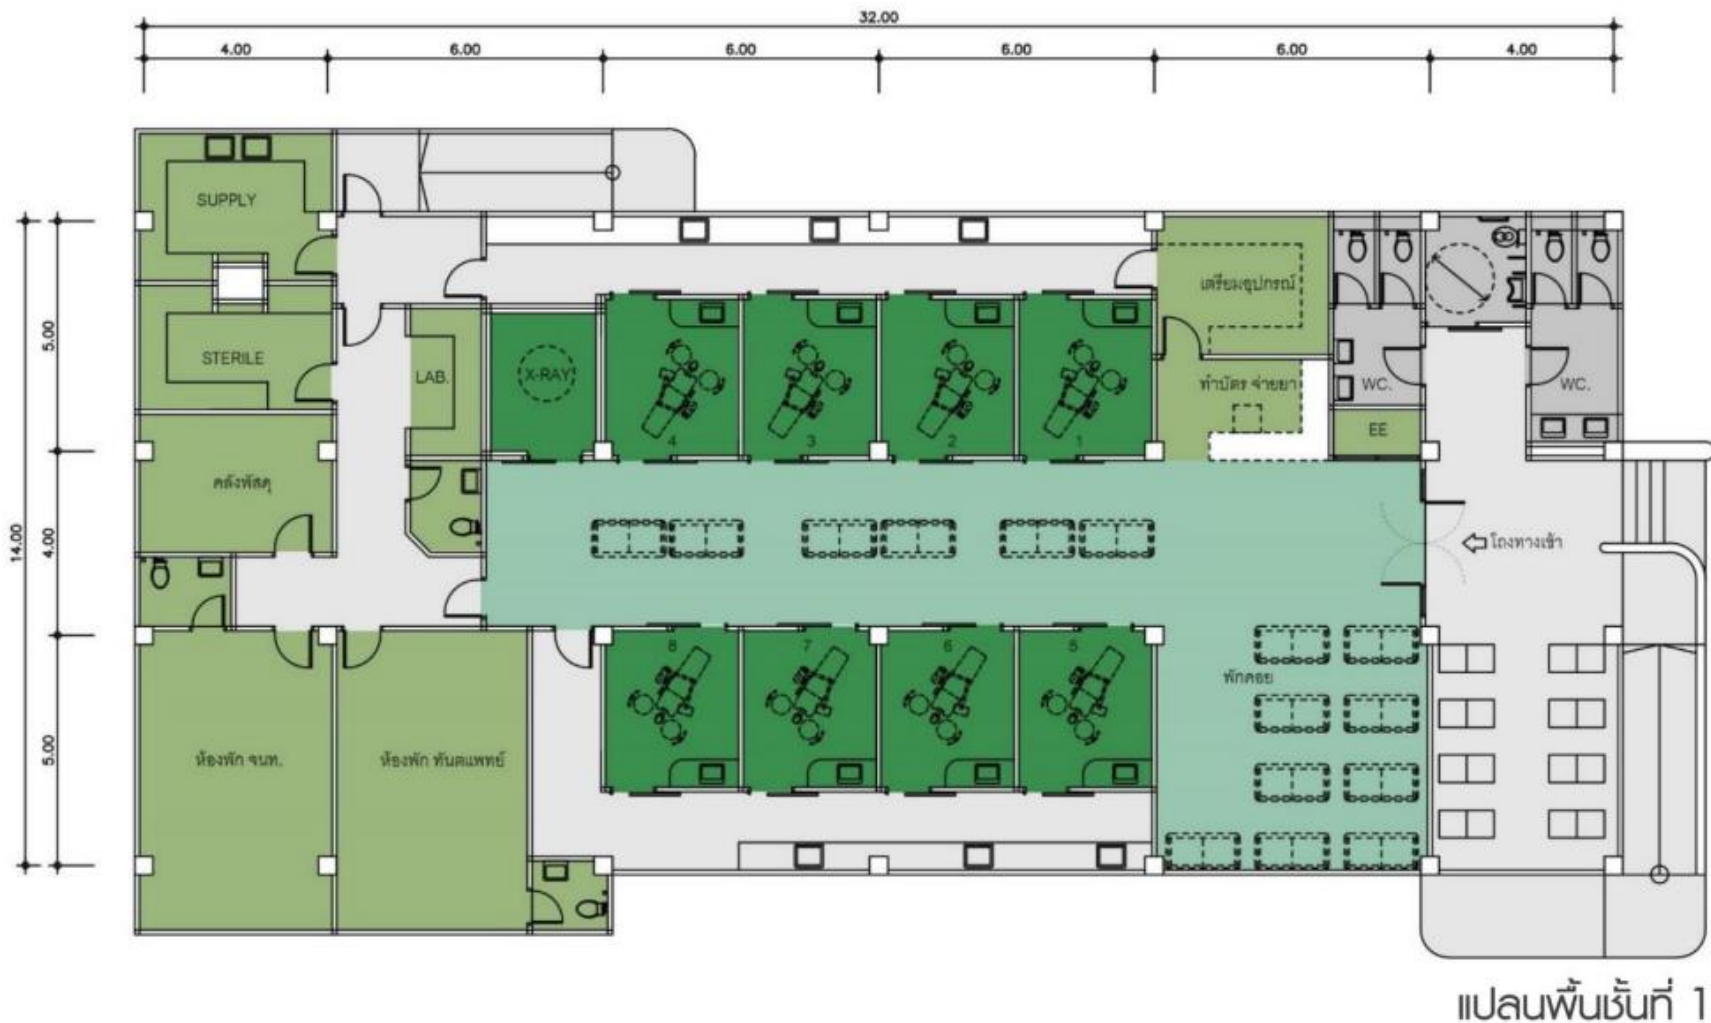 32.00
4.00 6.00 6.00 6.00 6.00 4.00
SUPPLY
เตรียมอุปกรณ์
5.00
STERILE
LAB.
X-RAY
ทำบัตร จ่ายยา
WC.
WC.
4 3 2 1
EE
คลังพัสดุ
14.00
4.00
โถงทางเข้า
8 7 6 5
พักคอย
5.00
ห้องพัก จนท.
ห้องพัก ทันตแพทย์
แปลนพื้นชั้นที่ 1